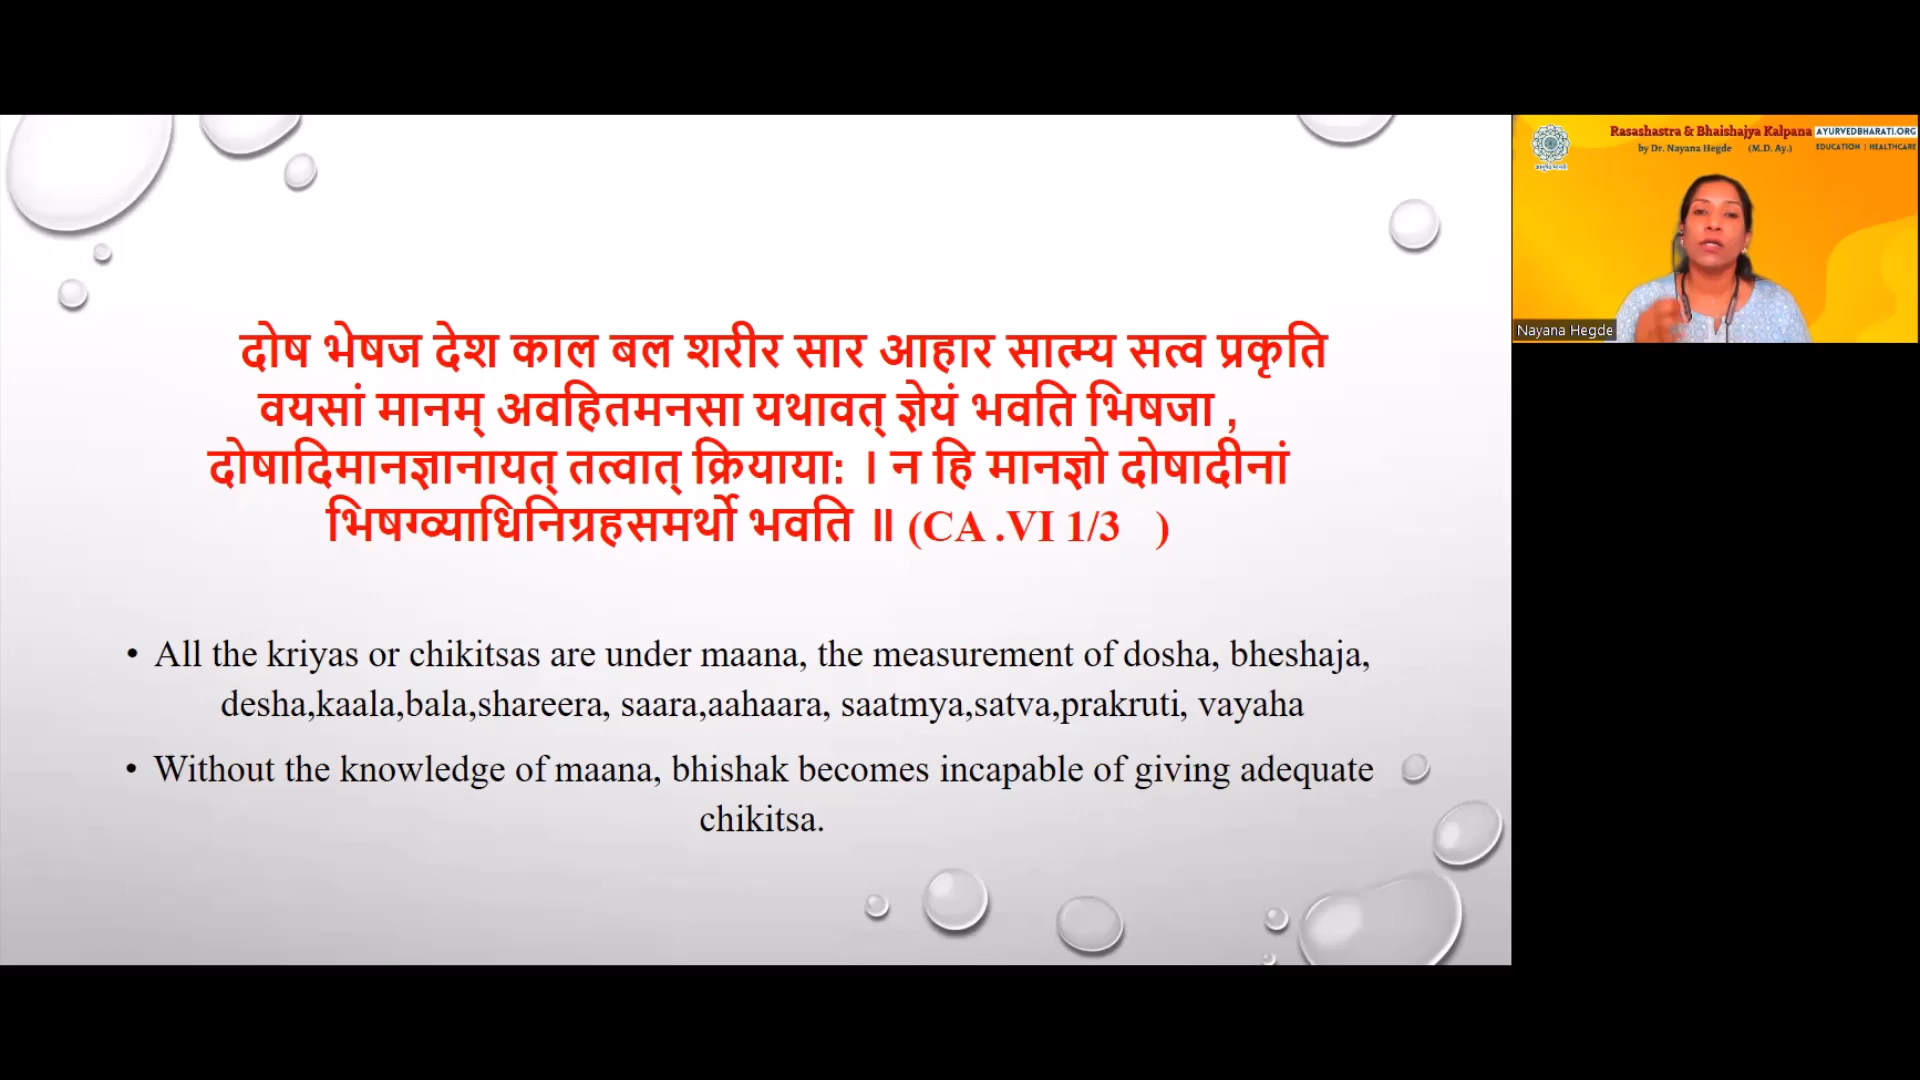 दोष भेषज देश काल बल शरीर सार आहार सात्म्य सत्व प्रकृति
वयसां मानम् अवहितमनसा यथावत् ज्ञेयं भवति भिषजा ,
दोषादिमानज्ञानायत् तत्वात् क्रियाया: । न हि मानज्ञो दोषादीनां
भिषग्व्याधिनिग्रहसमर्थो भवति ॥ (CA .VI 1/3 )
• All the kriyas or chikitsas are under maana, the measurement of dosha, bheshaja,
desha,kaala,bala,shareera, saara,aahaara, saatmya,satva,prakruti, vayaha
• Without the knowledge of maana, bhishak becomes incapable of giving adequate
chikitsa.
Rasashastra & Bhaishajya Kalpana
by Dr. Nayana Hegde (M.D. Ay.)
AYURVEDBHARATI.ORG
EDUCATION | HEALTHCARE
Nayana Hegde